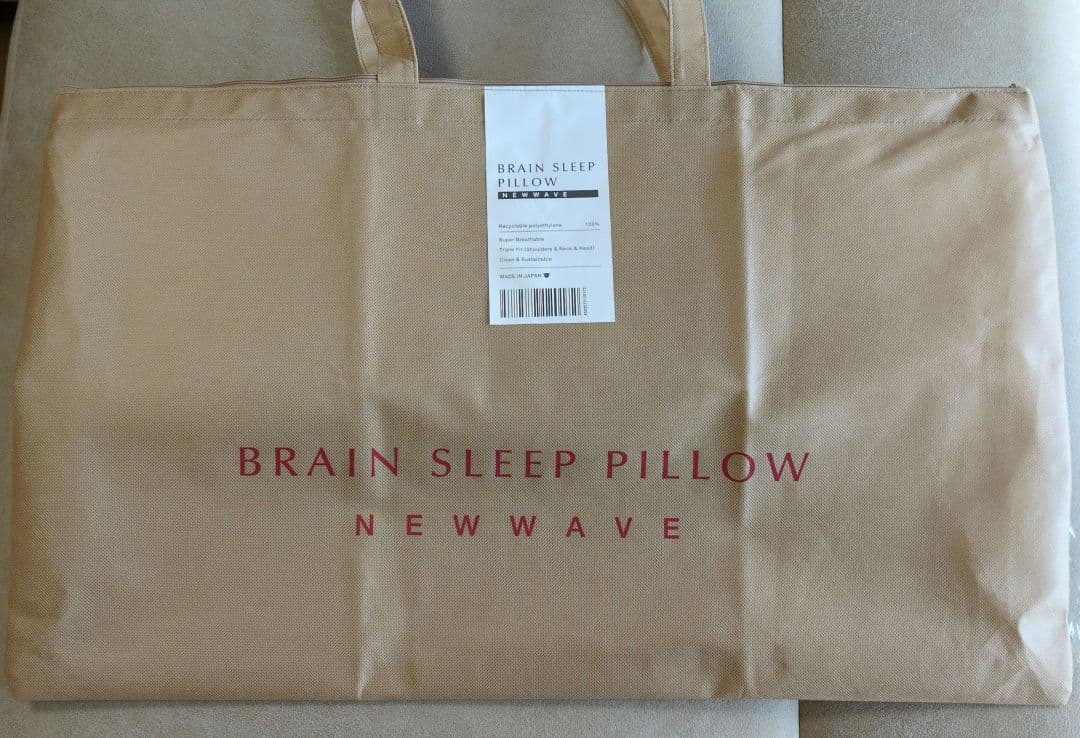 BRAIN SLEEP
PILLOW
NEWWAVE
Recyclable polyethylene 100%
Super Breathable
Triple Fit (Shoulders & Neck & Head)
Clean & Sustainable
MADE IN JAPAN
BRAIN SLEEP PILLOW
NEWWAVE